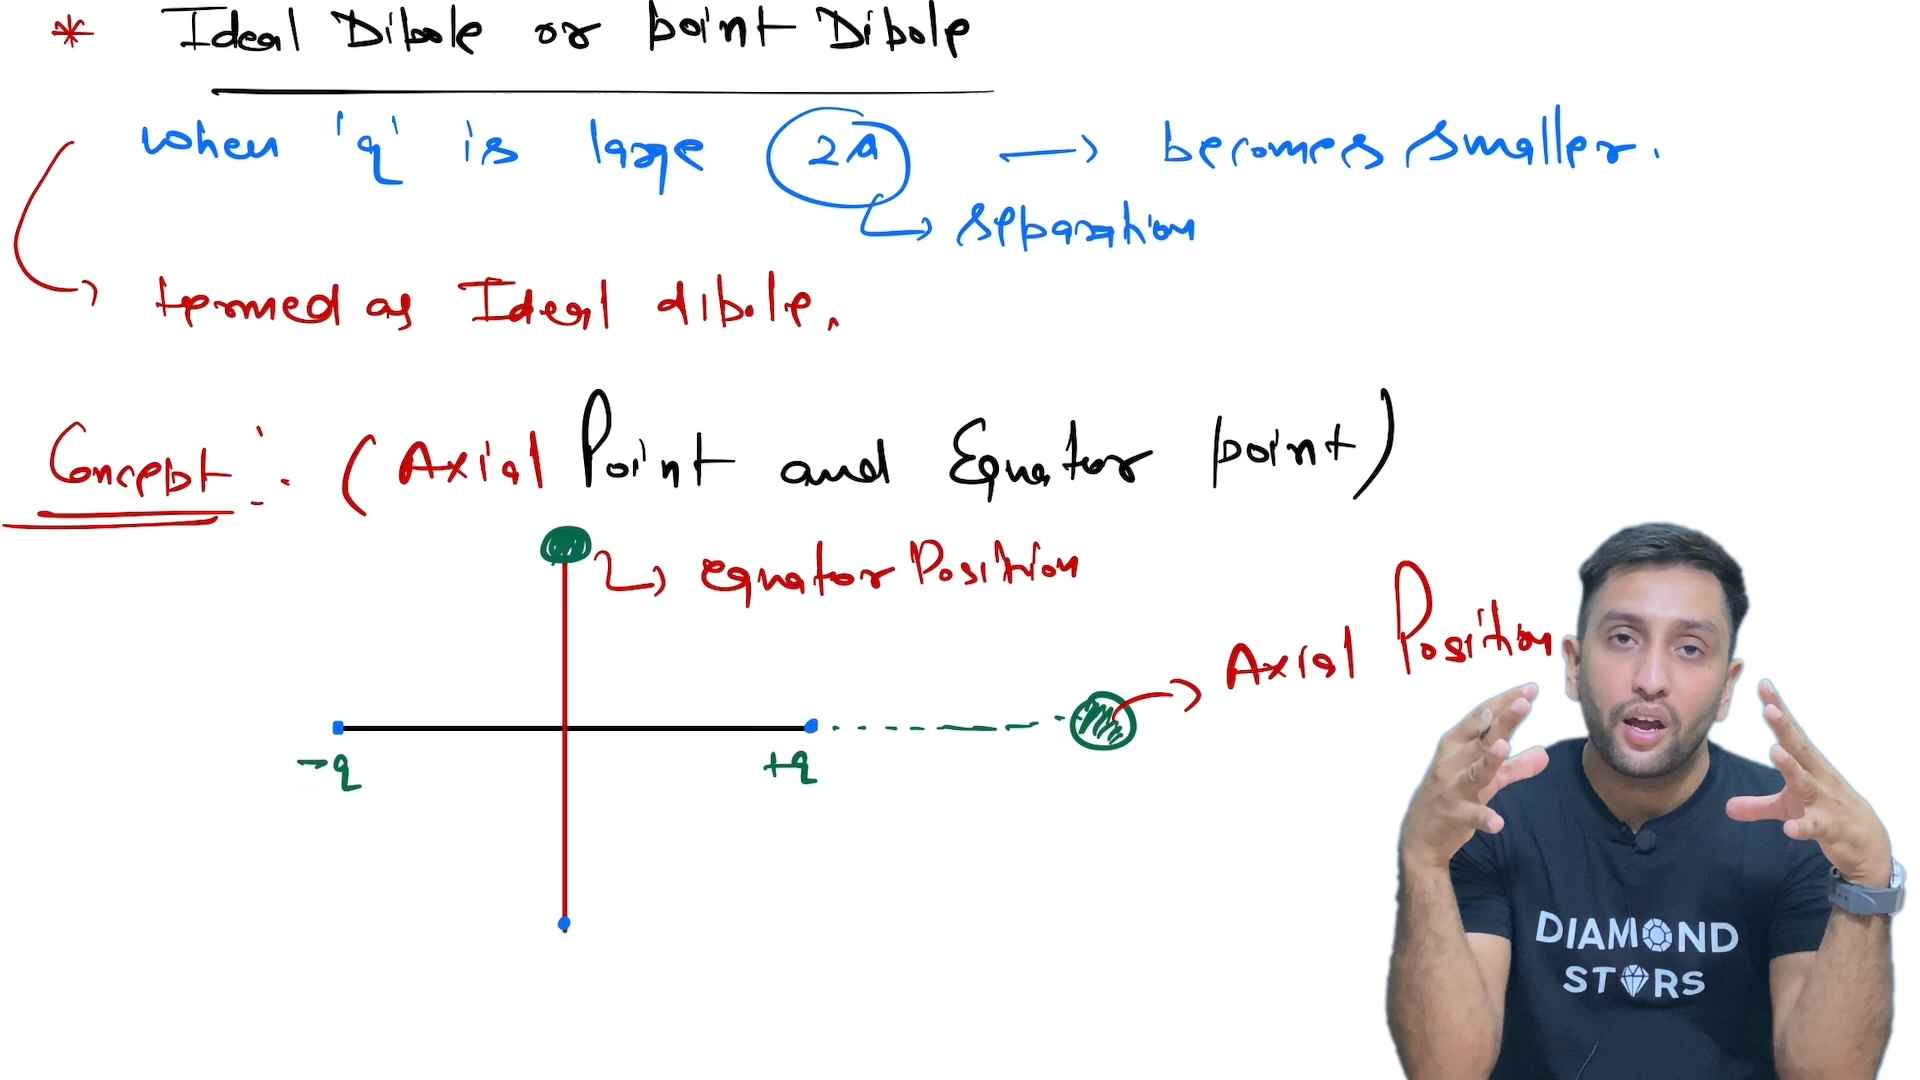 * Ideal Dipole or point Dipole
when 'q' is large 2A → becomes smaller.
↳ separation
termed as Ideal dipole.
Concept :- (Axial Point and Equator point)
↳ equator Position
Axial Position
-q
+q
DIAMOND
STARS